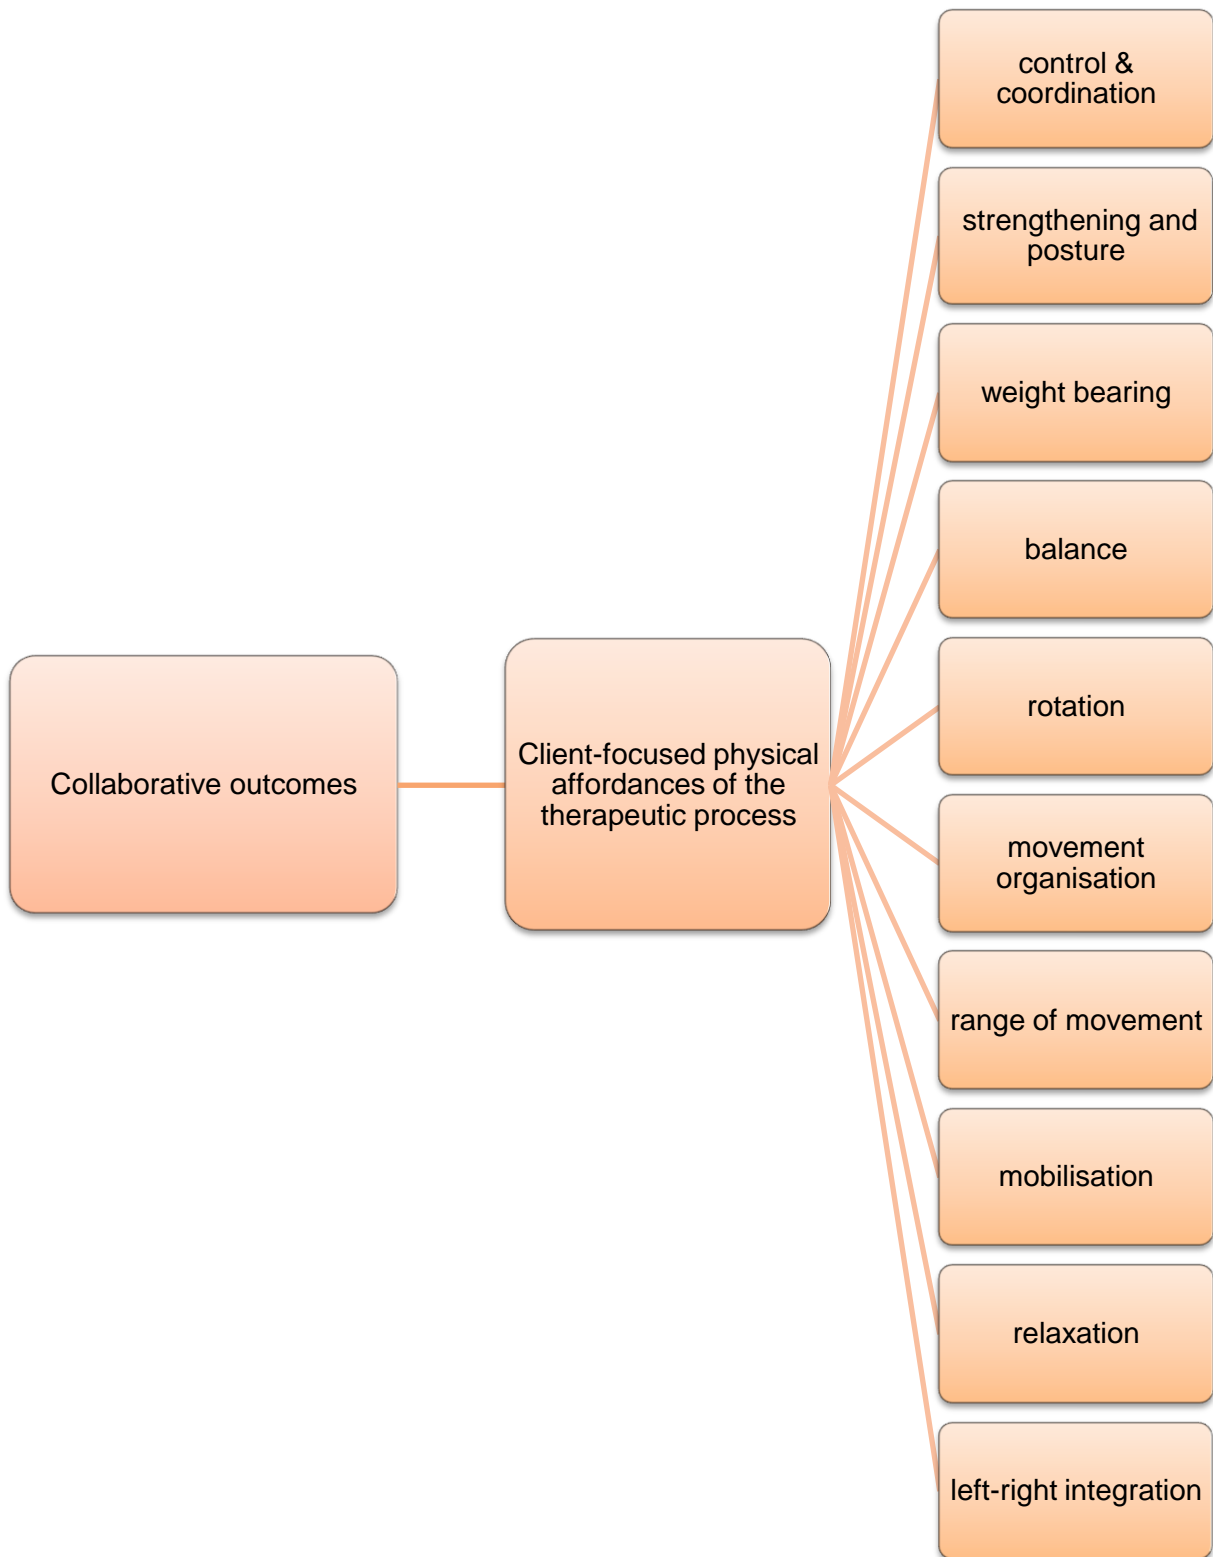 Collaborative outcomes
Client-focused physical
affordances of the
therapeutic process
control &
coordination
strengthening and
posture
weight bearing
balance
rotation
movement
organisation
range of movement
mobilisation
relaxation
left-right integration